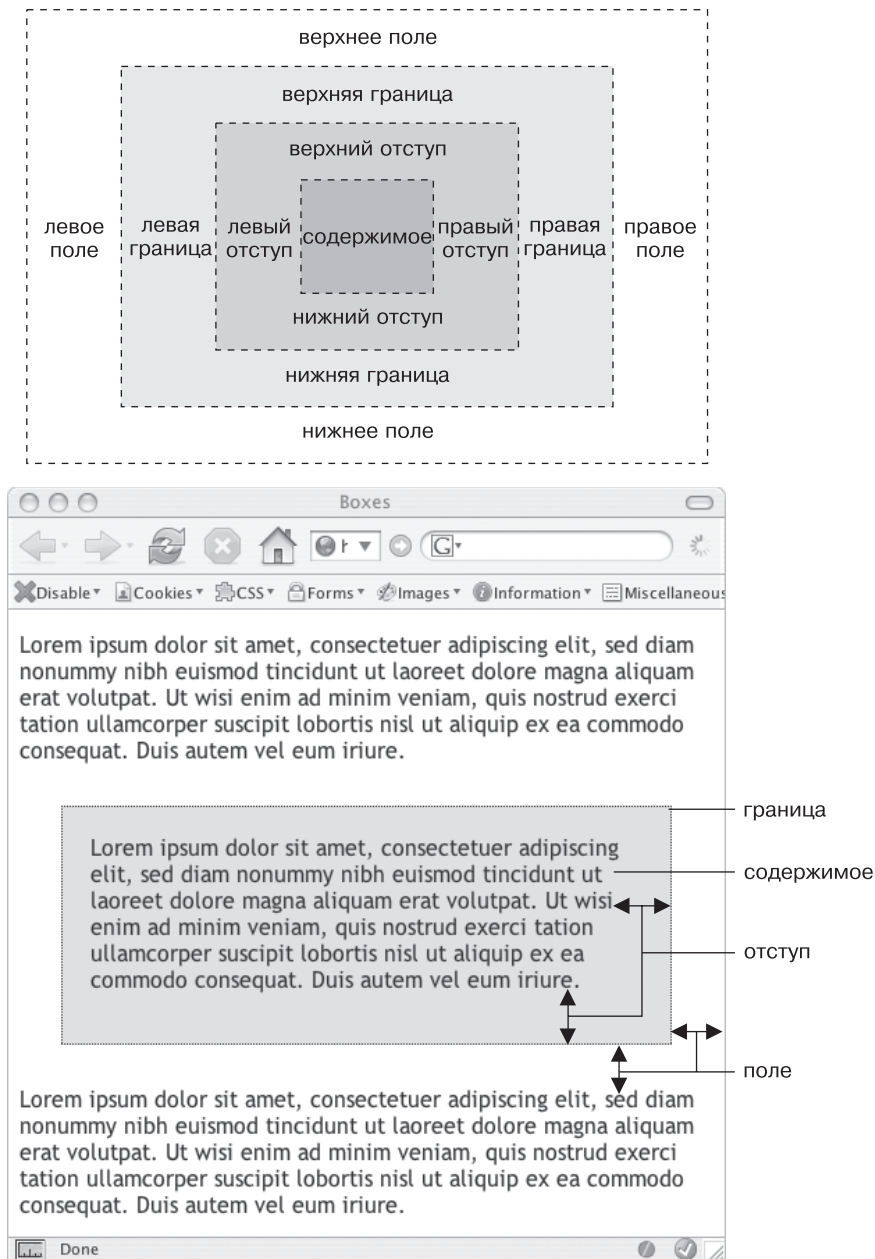 верхнее поле
верхняя граница
верхний отступ
левое
поле
левая
граница
левый
отступ
содержимое
правый
отступ
правая
граница
правое
поле
нижний отступ
нижняя граница
нижнее поле
Boxes
G
Disable Cookies CSS Forms Images Information Miscellaneous
Lorem ipsum dolor sit amet, consectetuer adipiscing elit, sed diam
nonummy nibh euismod tincidunt ut laoreet dolore magna aliquam
erat volutpat. Ut wisi enim ad minim veniam, quis nostrud exerci
tation ullamcorper suscipit lobortis nisl ut aliquip ex ea commodo
consequat. Duis autem vel eum iriure.
граница
Lorem ipsum dolor sit amet, consectetuer adipiscing
elit, sed diam nonummy nibh euismod tincidunt ut
laoreet dolore magna aliquam erat volutpat. Ut wisi
enim ad minim veniam, quis nostrud exerci tation
ullamcorper suscipit lobortis nisl ut aliquip ex ea
commodo consequat. Duis autem vel eum iriure.
содержимое
отступ
поле
Lorem ipsum dolor sit amet, consectetuer adipiscing elit, sed diam
nonummy nibh euismod tincidunt ut laoreet dolore magna aliquam
erat volutpat. Ut wisi enim ad minim veniam, quis nostrud exerci
tation ullamcorper suscipit lobortis nisl ut aliquip ex ea commodo
consequat. Duis autem vel eum iriure.
Done